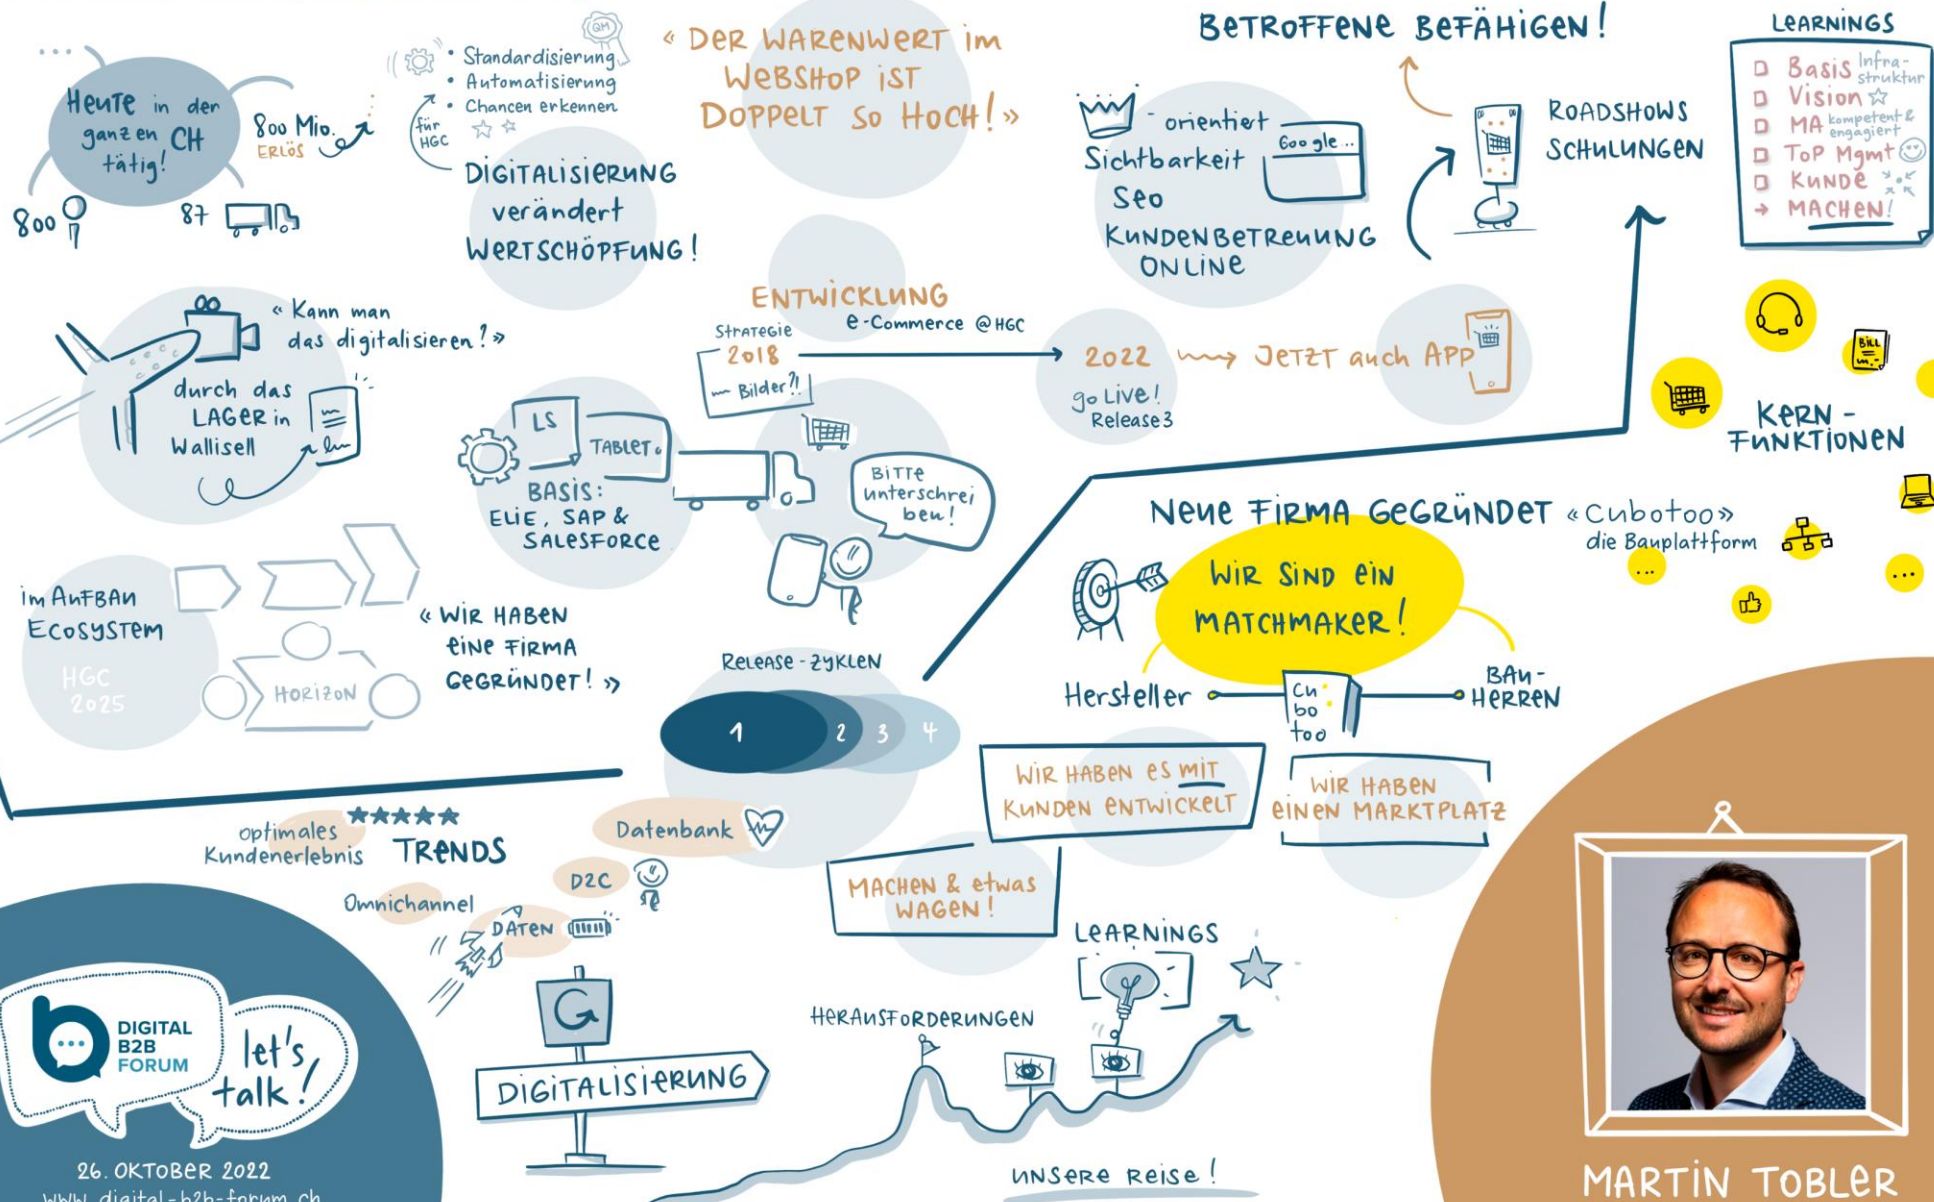 Heute in der
ganzen CH
tätig!
800 Mio.
ERLÖS
800
87
QM
• Standardisierung
• Automatisierung
• Chancen erkennen
für
HGC
DIGITALISIERUNG
verändert
WERTSCHÖPFUNG!
« DER WARENWERT im
WEBSHOP IST
DOPPELT SO HOCH! »
BETROFFENE BEFÄHIGEN!
- orientiert
Sichtbarkeit
Seo
KUNDENBETREUUNG
ONLINE
Google...
ROADSHOWS
SCHULUNGEN
LEARNINGS
Basis Infra-
struktur
Vision
MA kompetent &
engagiert
TOP Mgmt
KUNDE
→ MACHEN!
« Kann man
das digitalisieren? »
durch das
LAGER in
Wallisell
ENTWICKLUNG
e-Commerce @HGC
STRATEGIE
2018
Bilder?!
2022
go Live!
Release 3
JETZT auch APP
LS
TABLET
BASIS:
ELIE, SAP &
SALESFORCE
BITTE
unterschrei
ben!
BILL
KERN-
FUNKTIONEN
NEUE FIRMA GEGRÜNDET «Cubotoo»
die Bauplattform
...
...
WIR SIND EIN
MATCHMAKER!
Hersteller
Cu
bo
too
BAU-
HERREN
im AUFBAU
ECOSYSTEM
HGC
2025
HORIZON
« WIR HABEN
EINE FIRMA
GEGRÜNDET! »
RELEASE-ZYKLEN
1 2 3 4
WIR HABEN ES MIT
KUNDEN ENTWICKELT
WIR HABEN
EINEN MARKTPLATZ
MACHEN & etwas
WAGEN!
optimales
Kundenerlebnis
TRENDS
Datenbank
D2C
Omnichannel
DATEN
DIGITAL
B2B
FORUM
let's
talk!
26. OKTOBER 2022
www.digital-b2b-forum.ch
G
DIGITALISIERUNG
HERAUSFORDERUNGEN
LEARNINGS
UNSERE REISE!
MARTIN TOBLER